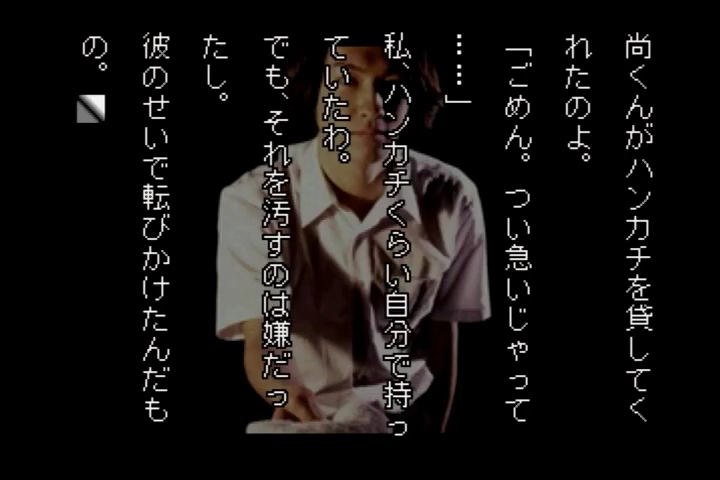 尚くんがハンカチを貸してく
れたのよ。
「ごめん。つい急いじゃって
……」
私、ハンカチくらい自分で持っ
ていたわ。
でも、それを汚すのは嫌だっ
たし。
彼のせいで転びかけたんだも
の。